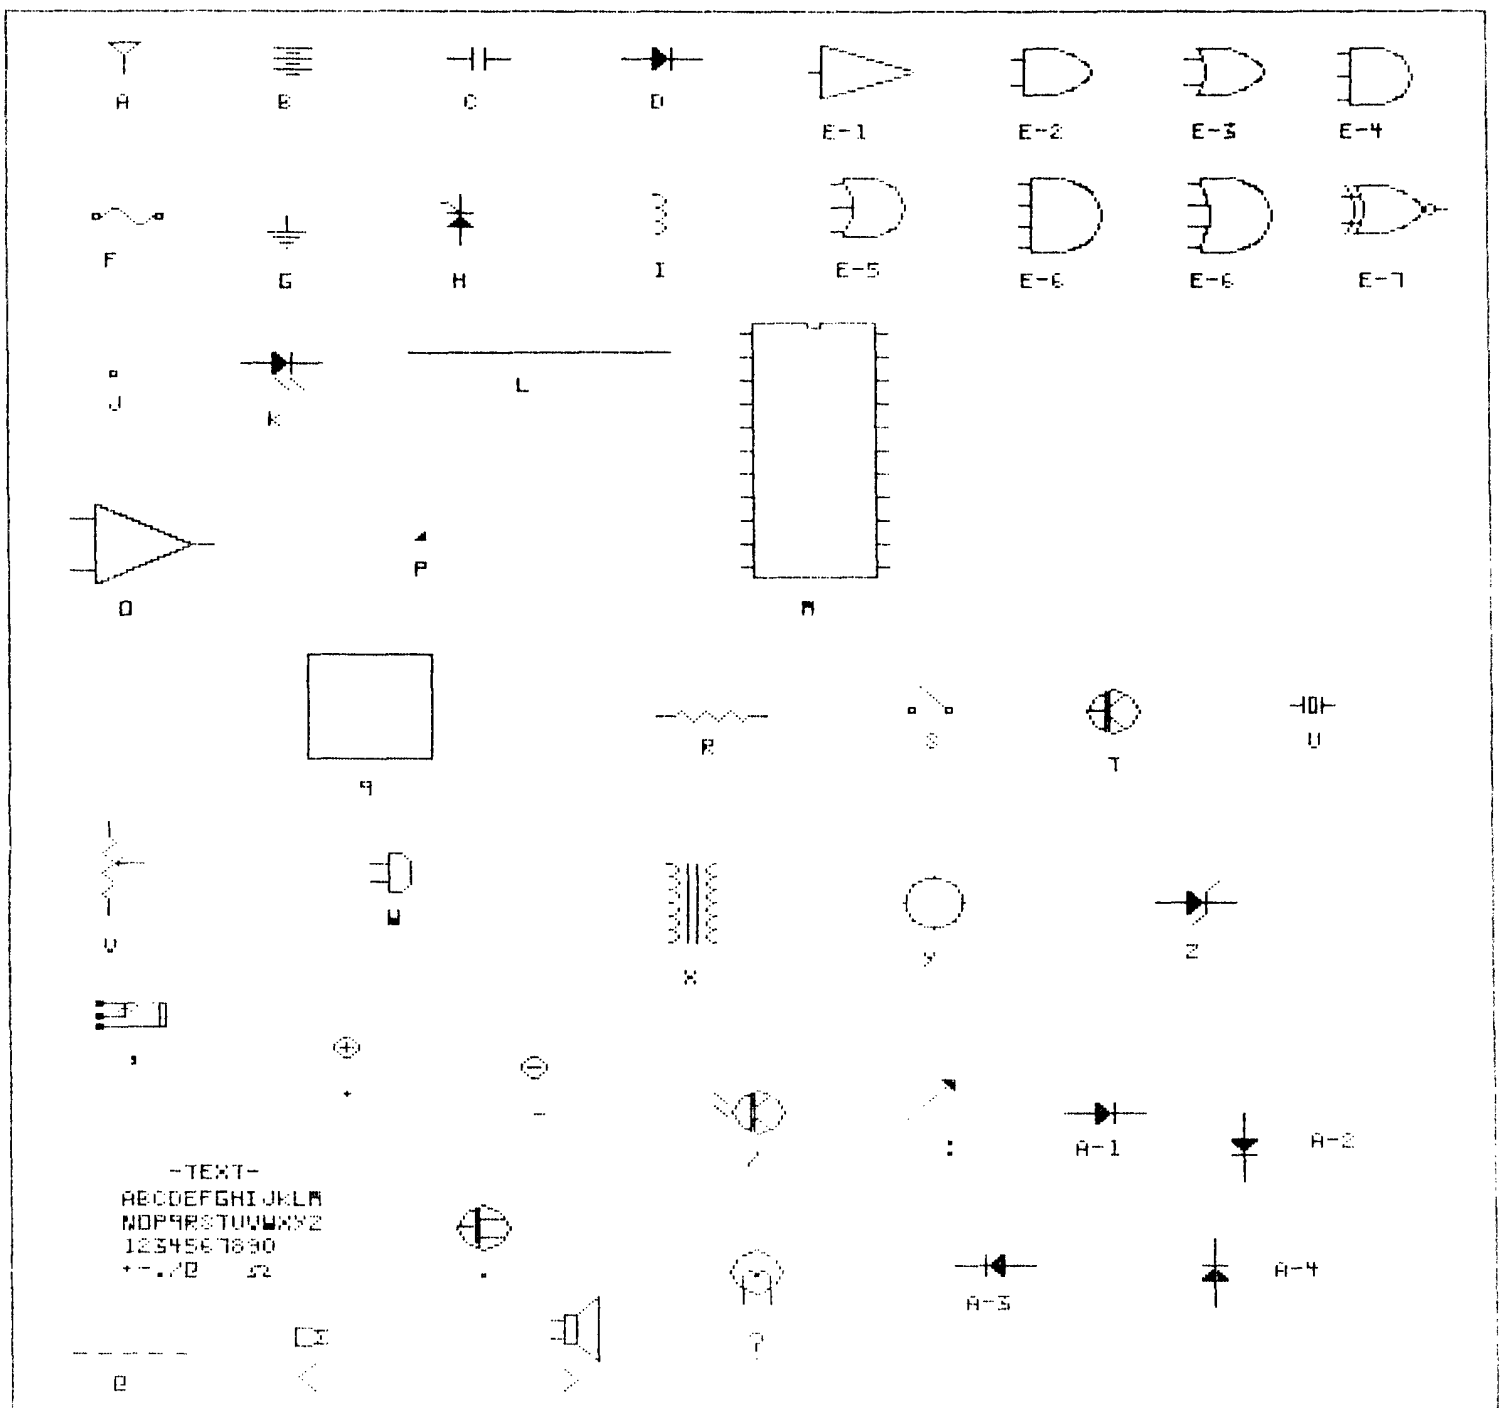 A B C D
E-1 E-2 E-3 E-4
F G H I E-5 E-6 E-6 E-7
J K L
O P M
q R S T U
V W X Y Z
,
+ - / : A-1 A-2
-TEXT-
ABCDEFGHIJKLM
NOPqRSTUVWXYZ
1234567890
+-./@ Ω
. A-3 A-4
@ < > ?